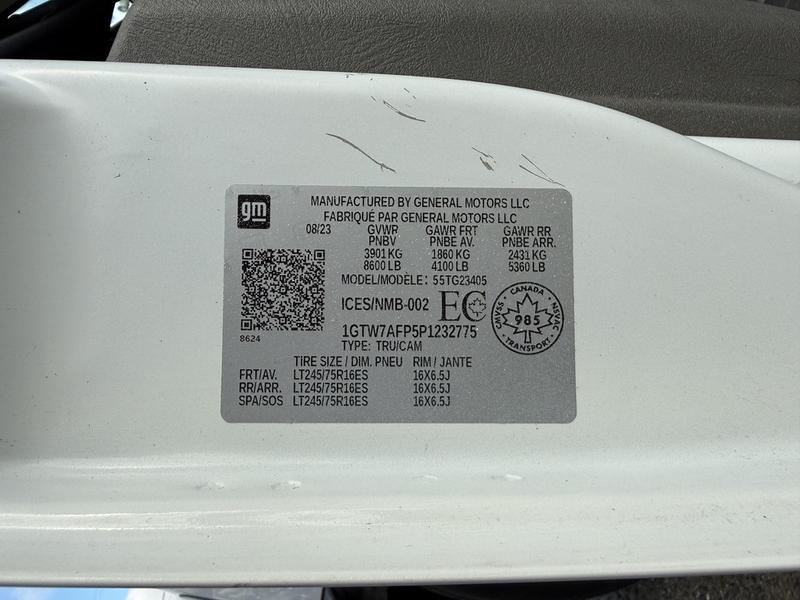 gm
MANUFACTURED BY GENERAL MOTORS LLC
FABRIQUÉ PAR GENERAL MOTORS LLC
08/23 GVWR GAWR FRT GAWR RR
PNBV PNBE AV. PNBE ARR.
3901 KG 1860 KG 2431 KG
8600 LB 4100 LB 5360 LB
MODEL/MODÈLE: 55TG23405
ICES/NMB-002 EC
CANADA
CMVSS 985 NSVAC
TRANSPORT
8624
1GTW7AFP5P1232775
TYPE: TRU/CAM
TIRE SIZE / DIM. PNEU RIM / JANTE
FRT/AV. LT245/75R16ES 16X6.5J
RR/ARR. LT245/75R16ES 16X6.5J
SPA/SOS LT245/75R16ES 16X6.5J